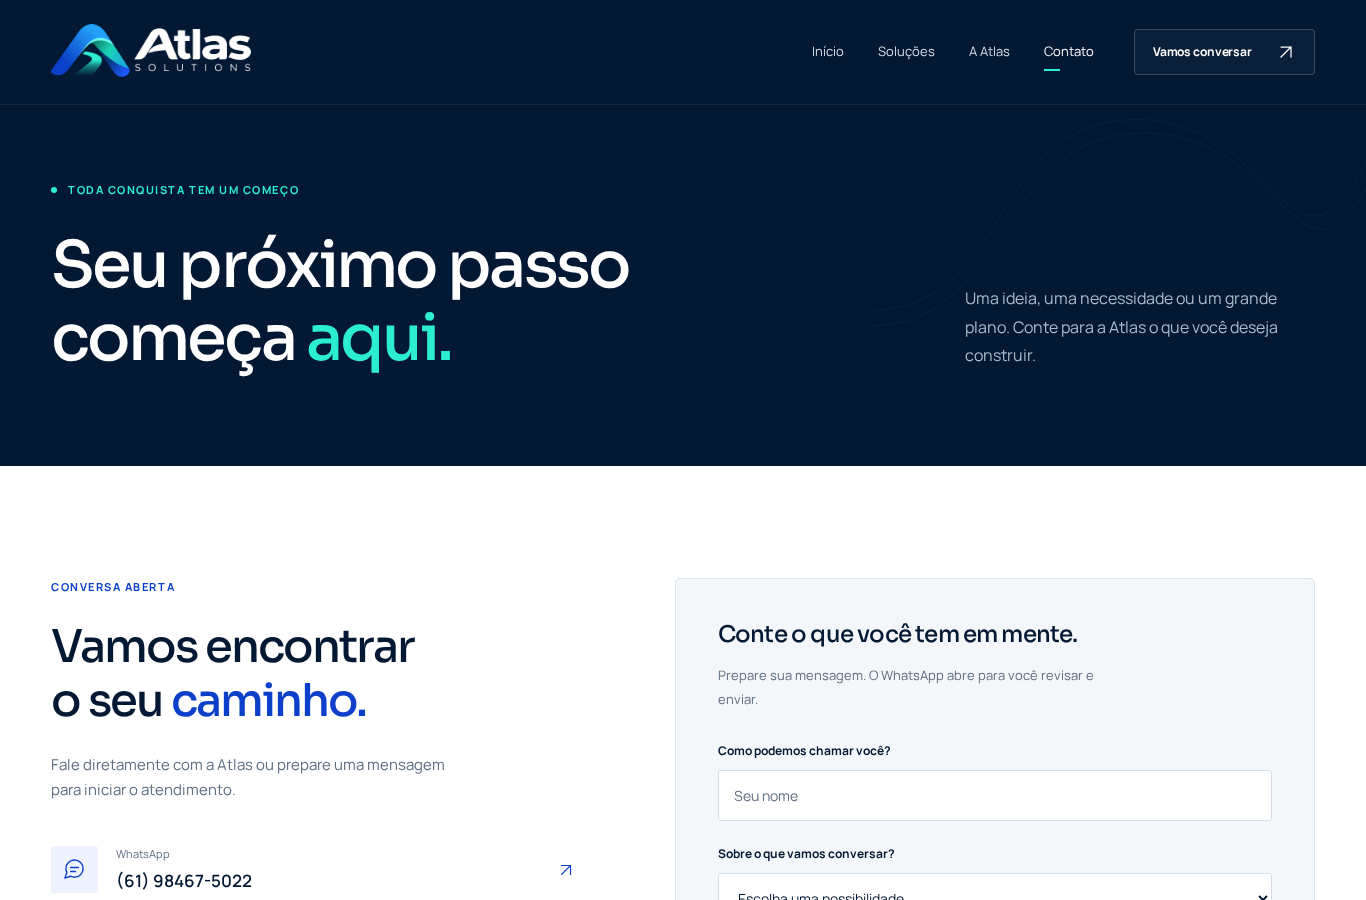 Atlas
SOLUTIONS
Início
Soluções
A Atlas
Contato
Vamos conversar
TODA CONQUISTA TEM UM COMEÇO
Seu próximo passo
começa aqui.
Uma ideia, uma necessidade ou um grande
plano. Conte para a Atlas o que você deseja
construir.
CONVERSA ABERTA
Vamos encontrar
o seu caminho.
Fale diretamente com a Atlas ou prepare uma mensagem
para iniciar o atendimento.
WhatsApp
(61) 98467-5022
Conte o que você tem em mente.
Prepare sua mensagem. O WhatsApp abre para você revisar e
enviar.
Como podemos chamar você?
Seu nome
Sobre o que vamos conversar?
Escolha uma possibilidade